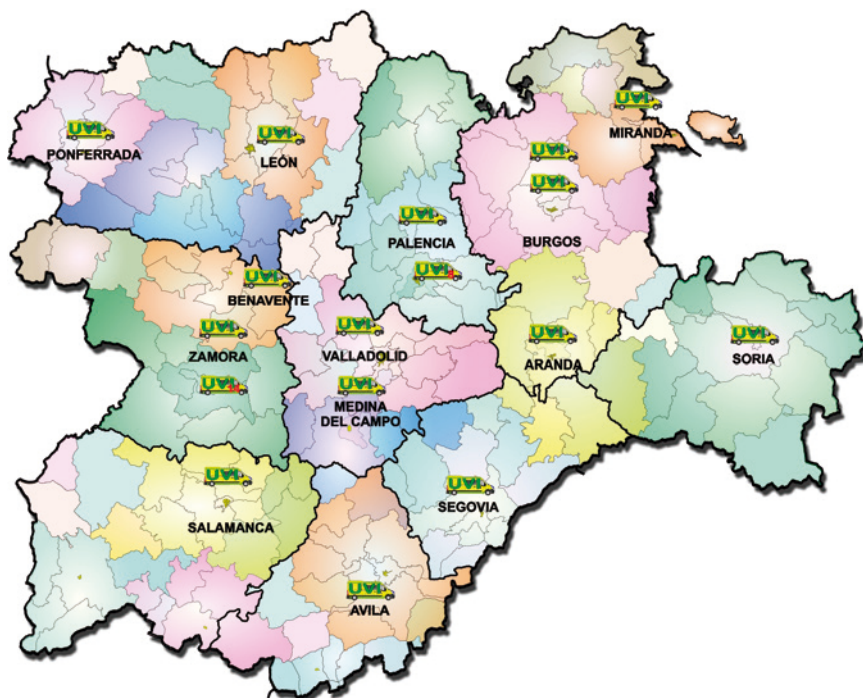 MIRANDA
PONFERRADA
LEÓN
PALENCIA
BURGOS
BENAVENTE
ZAMORA
VALLADOLID
ARANDA
SORIA
MEDINA
DEL CAMPO
SEGOVIA
SALAMANCA
AVILA